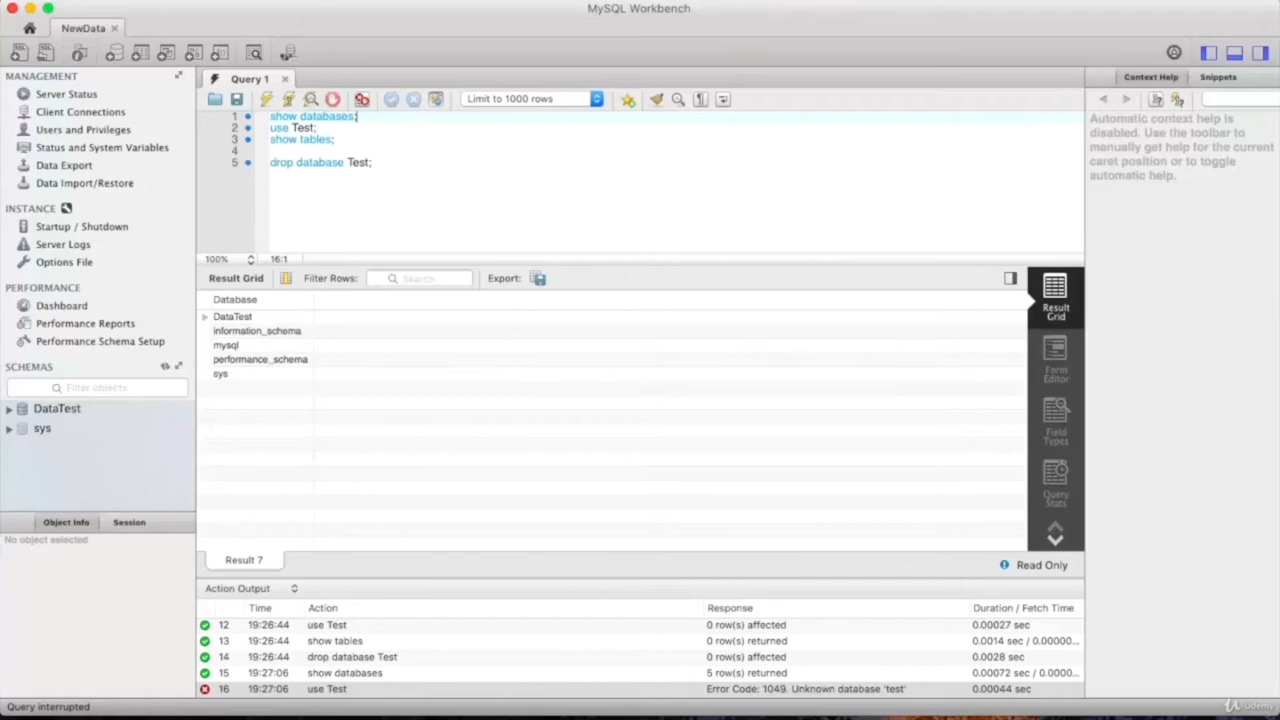 MySQL Workbench
NewData
MANAGEMENT
Server Status
Client Connections
Users and Privileges
Status and System Variables
Data Export
Data Import/Restore
INSTANCE
Startup / Shutdown
Server Logs
Options File
PERFORMANCE
Dashboard
Performance Reports
Performance Schema Setup
SCHEMAS
Filter objects
DataTest
sys
Object Info Session
No object selected
Query 1
Limit to 1000 rows
1 show databases;
2 use Test;
3 show tables;
4
5 drop database Test;
100% 16:1
Result Grid Filter Rows: Search Export:
Database
DataTest
information_schema
mysql
performance_schema
sys
Result Grid
Form Editor
Field Types
Query Stats
Result 7
Read Only
Context Help Snippets
Automatic context help is
disabled. Use the toolbar to
manually get help for the current
caret position or to toggle
automatic help.
Action Output
Time Action Response Duration / Fetch Time
12 19:26:44 use Test 0 row(s) affected 0.00027 sec
13 19:26:44 show tables 0 row(s) returned 0.0014 sec / 0.00000...
14 19:26:44 drop database Test 0 row(s) affected 0.0028 sec
15 19:27:06 show databases 5 row(s) returned 0.00072 sec / 0.0000...
16 19:27:06 use Test Error Code: 1049. Unknown database 'test' 0.00044 sec
Query interrupted
Udemy